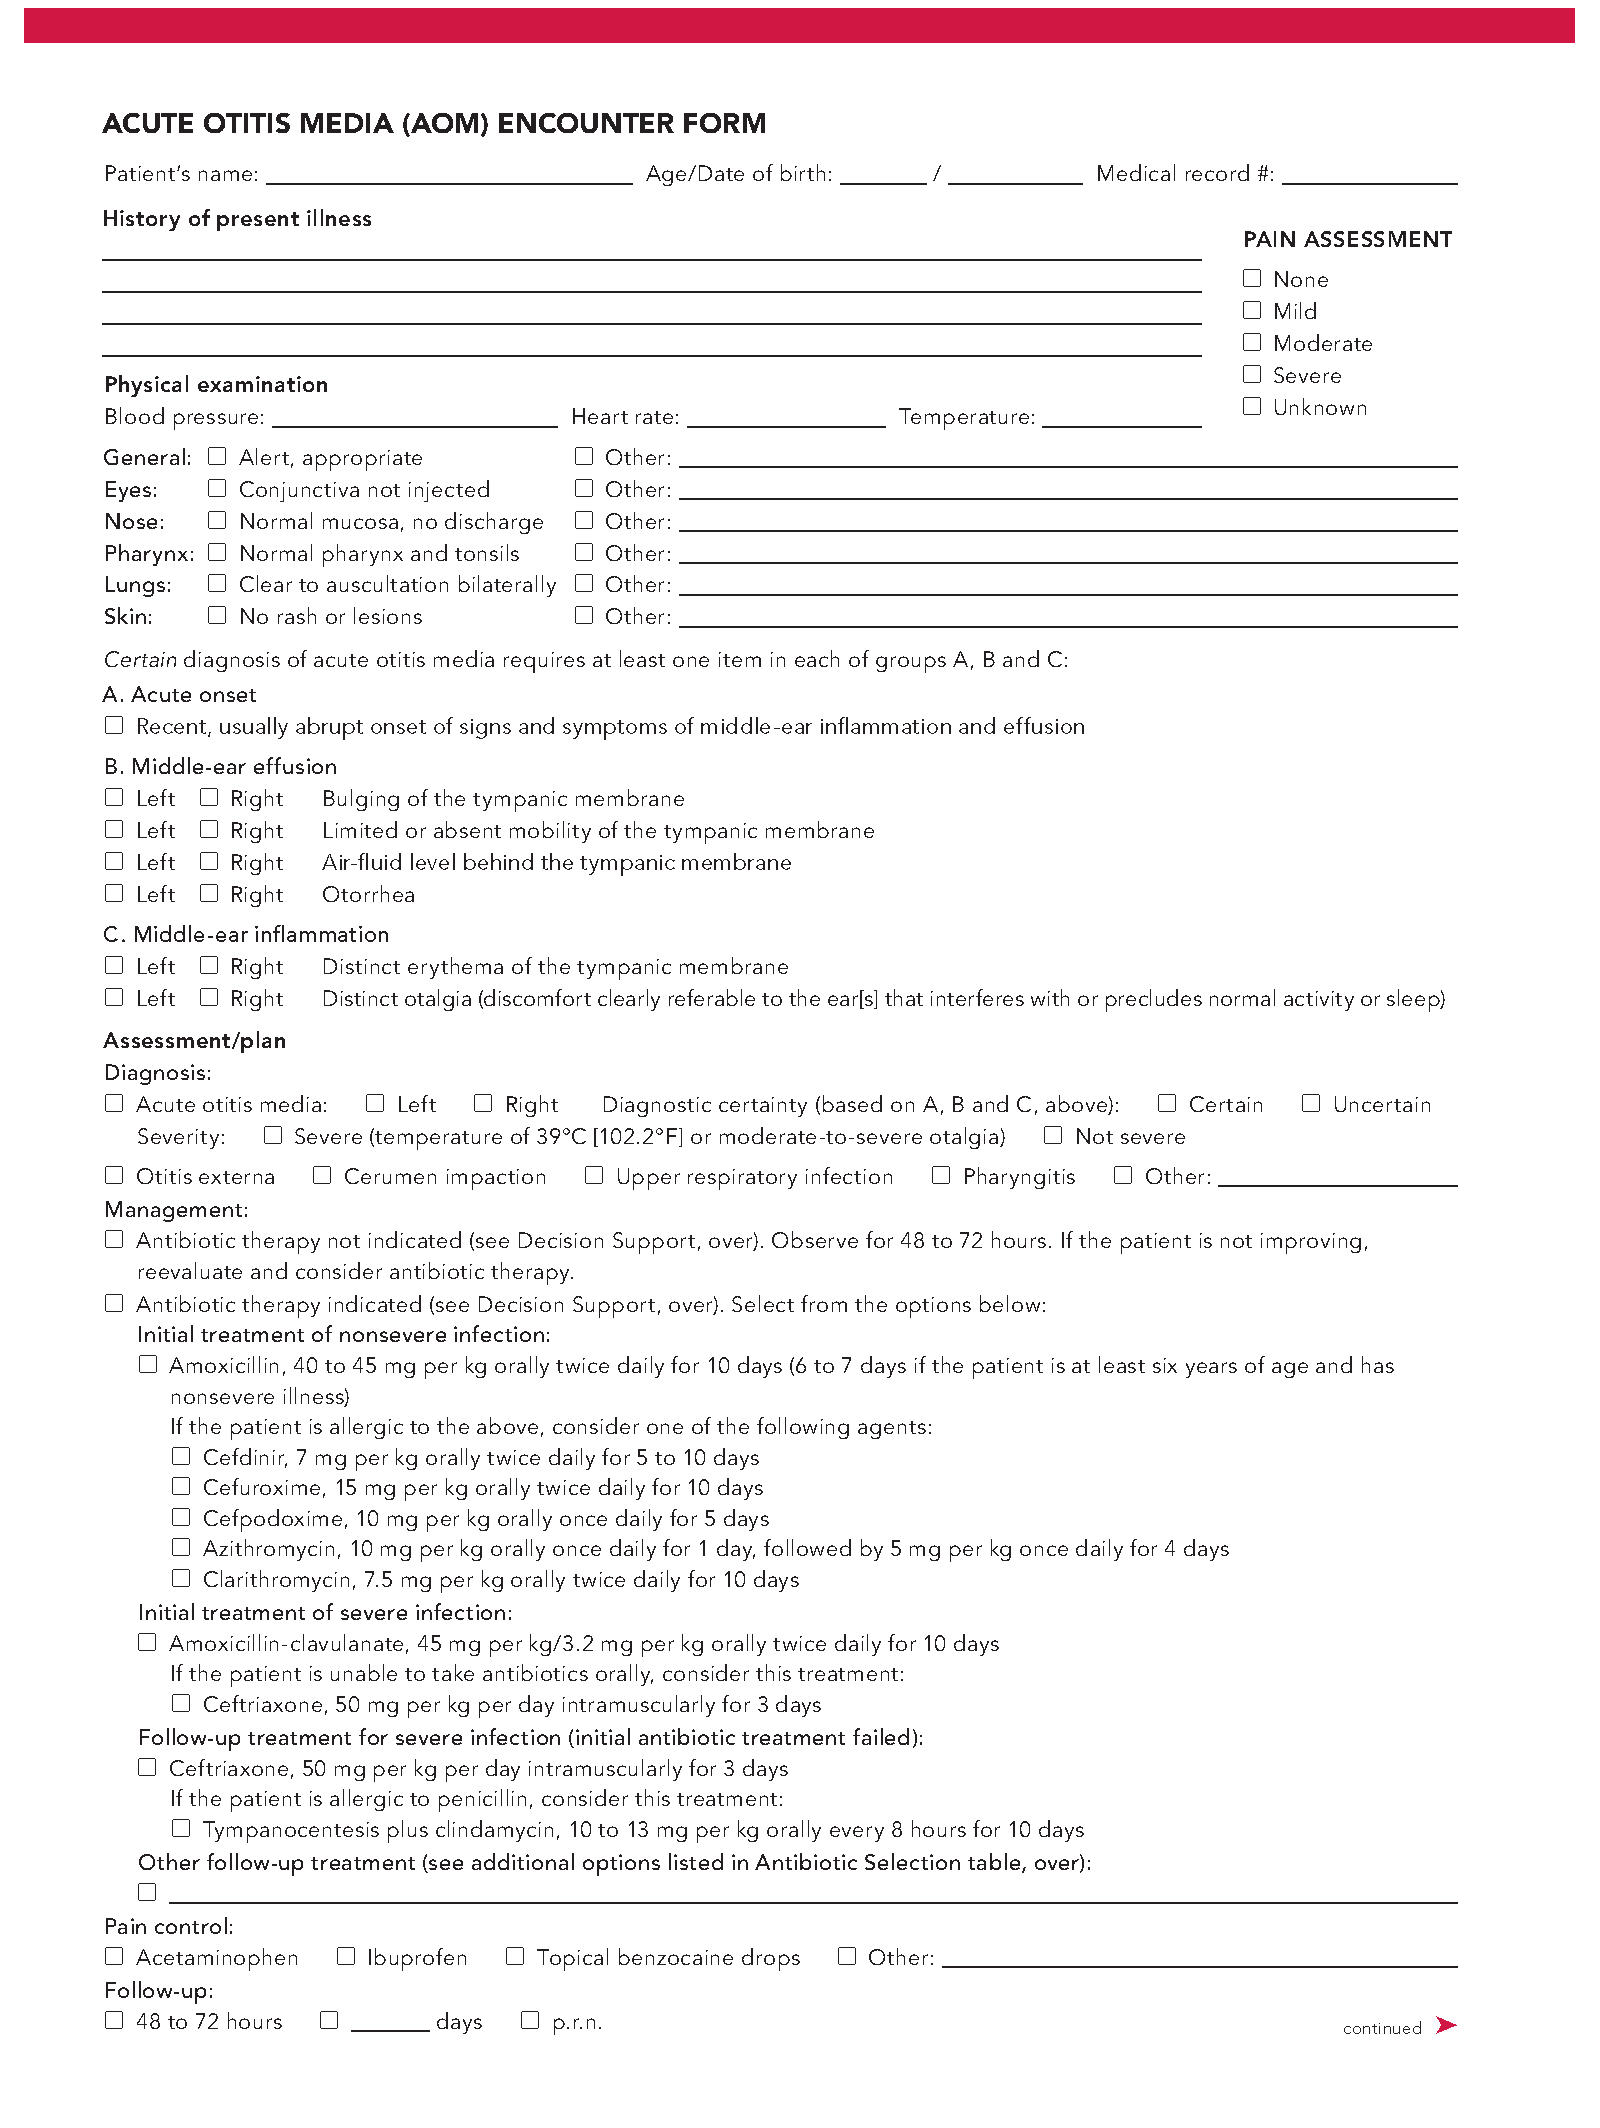 ACUTE OTITIS MEDIA (AOM) ENCOUNTER FORM
Patient's name: Age/Date of birth: / Medical record #:
History of present illness
PAIN ASSESSMENT
None
Mild
Moderate
Severe
Unknown
Physical examination
Blood pressure: Heart rate: Temperature:
General: Alert, appropriate Other:
Eyes: Conjunctiva not injected Other:
Nose: Normal mucosa, no discharge Other:
Pharynx: Normal pharynx and tonsils Other:
Lungs: Clear to auscultation bilaterally Other:
Skin: No rash or lesions Other:
Certain diagnosis of acute otitis media requires at least one item in each of groups A, B and C:
A. Acute onset
Recent, usually abrupt onset of signs and symptoms of middle-ear inflammation and effusion
B. Middle-ear effusion
Left Right Bulging of the tympanic membrane
Left Right Limited or absent mobility of the tympanic membrane
Left Right Air-fluid level behind the tympanic membrane
Left Right Otorrhea
C. Middle-ear inflammation
Left Right Distinct erythema of the tympanic membrane
Left Right Distinct otalgia (discomfort clearly referable to the ear[s] that interferes with or precludes normal activity or sleep)
Assessment/plan
Diagnosis:
Acute otitis media: Left Right Diagnostic certainty (based on A, B and C, above): Certain Uncertain
Severity: Severe (temperature of 39°C [102.2°F] or moderate-to-severe otalgia) Not severe
Otitis externa Cerumen impaction Upper respiratory infection Pharyngitis Other:
Management:
Antibiotic therapy not indicated (see Decision Support, over). Observe for 48 to 72 hours. If the patient is not improving,
reevaluate and consider antibiotic therapy.
Antibiotic therapy indicated (see Decision Support, over). Select from the options below:
Initial treatment of nonsevere infection:
Amoxicillin, 40 to 45 mg per kg orally twice daily for 10 days (6 to 7 days if the patient is at least six years of age and has
nonsevere illness)
If the patient is allergic to the above, consider one of the following agents:
Cefdinir, 7 mg per kg orally twice daily for 5 to 10 days
Cefuroxime, 15 mg per kg orally twice daily for 10 days
Cefpodoxime, 10 mg per kg orally once daily for 5 days
Azithromycin, 10 mg per kg orally once daily for 1 day, followed by 5 mg per kg once daily for 4 days
Clarithromycin, 7.5 mg per kg orally twice daily for 10 days
Initial treatment of severe infection:
Amoxicillin-clavulanate, 45 mg per kg/3.2 mg per kg orally twice daily for 10 days
If the patient is unable to take antibiotics orally, consider this treatment:
Ceftriaxone, 50 mg per kg per day intramuscularly for 3 days
Follow-up treatment for severe infection (initial antibiotic treatment failed):
Ceftriaxone, 50 mg per kg per day intramuscularly for 3 days
If the patient is allergic to penicillin, consider this treatment:
Tympanocentesis plus clindamycin, 10 to 13 mg per kg orally every 8 hours for 10 days
Other follow-up treatment (see additional options listed in Antibiotic Selection table, over):
Pain control:
Acetaminophen Ibuprofen Topical benzocaine drops Other:
Follow-up:
48 to 72 hours days p.r.n.
continued